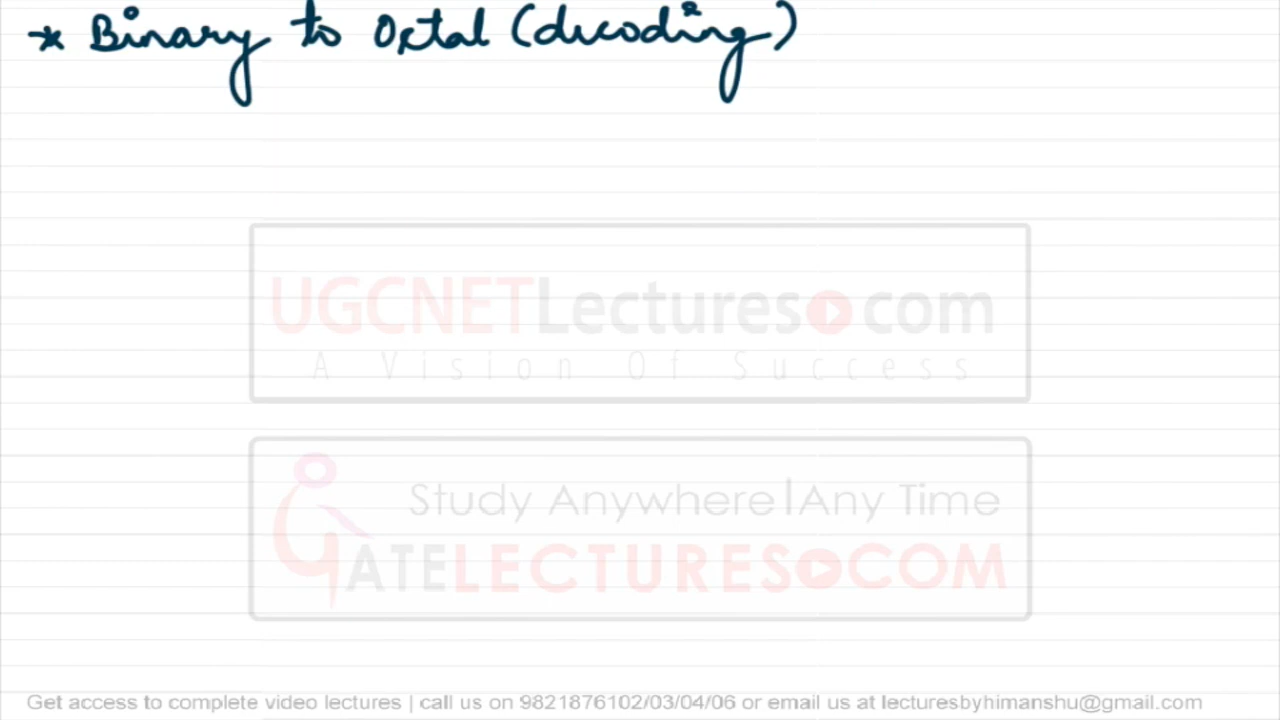 * Binary to Octal (decoding)
UGCNETLectures.com
A Vision Of Success
Study Anywhere|Any Time
GATELECTURES.COM
Get access to complete video lectures | call us on 9821876102/03/04/06 or email us at lecturesbyhimanshu@gmail.com